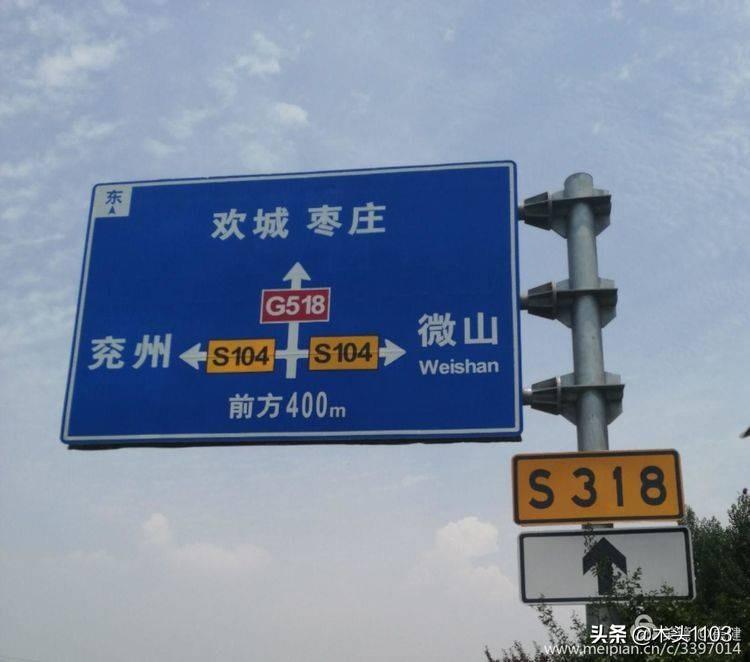 东
欢城 枣庄
G518
兖州 S104 S104 微山
Weishan
前方400m
S318
头条 @木头1103
www.meipian.cn/c/3397014